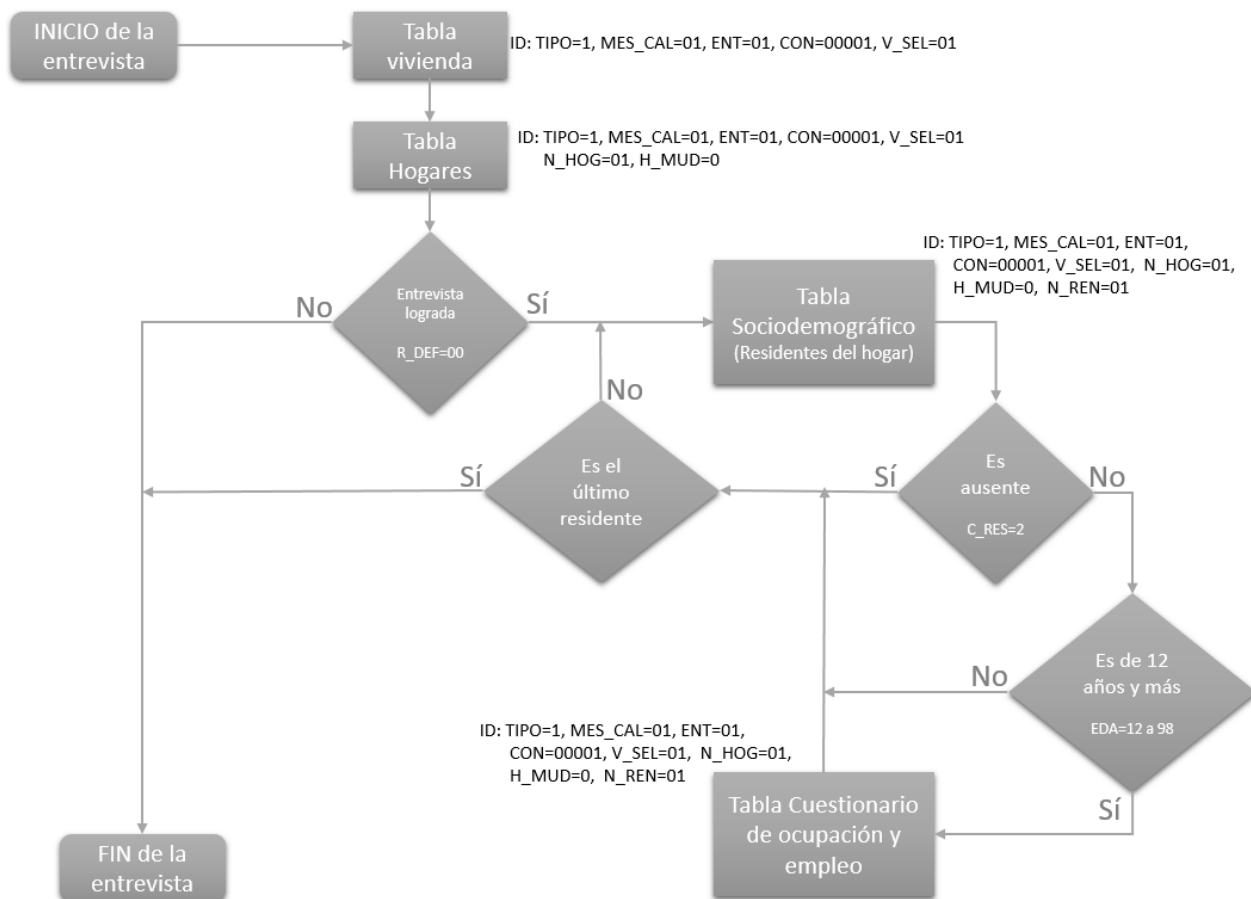 INICIO de la
entrevista
Tabla
vivienda
ID: TIPO=1, MES_CAL=01, ENT=01, CON=00001, V_SEL=01
Tabla
Hogares
ID: TIPO=1, MES_CAL=01, ENT=01, CON=00001, V_SEL=01
N_HOG=01, H_MUD=0
Entrevista
lograda
R_DEF=00
No
Sí
Tabla
Sociodemográfico
(Residentes del hogar)
ID: TIPO=1, MES_CAL=01, ENT=01,
CON=00001, V_SEL=01, N_HOG=01,
H_MUD=0, N_REN=01
No
Es el
último
residente
Sí
Es
ausente
C_RES=2
Sí
No
Es de 12
años y más
EDA=12 a 98
No
Sí
ID: TIPO=1, MES_CAL=01, ENT=01,
CON=00001, V_SEL=01, N_HOG=01,
H_MUD=0, N_REN=01
Tabla Cuestionario
de ocupación y
empleo
FIN de la
entrevista